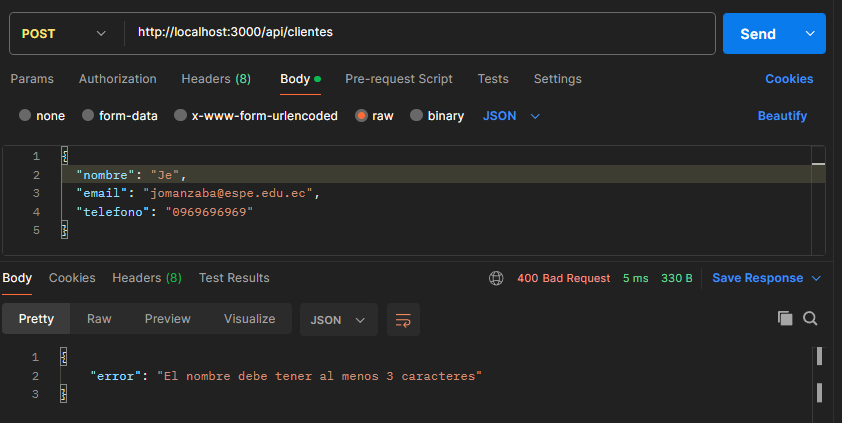 POST http://localhost:3000/api/clientes Send
Params Authorization Headers (8) Body Pre-request Script Tests Settings Cookies
none form-data x-www-form-urlencoded raw binary JSON Beautify
1 {
2 "nombre": "Je",
3 "email": "jomanzaba@espe.edu.ec",
4 "telefono": "0969696969"
5 }
Body Cookies Headers (8) Test Results 400 Bad Request 5 ms 330 B Save Response
Pretty Raw Preview Visualize JSON
1 {
2 "error": "El nombre debe tener al menos 3 caracteres"
3 }